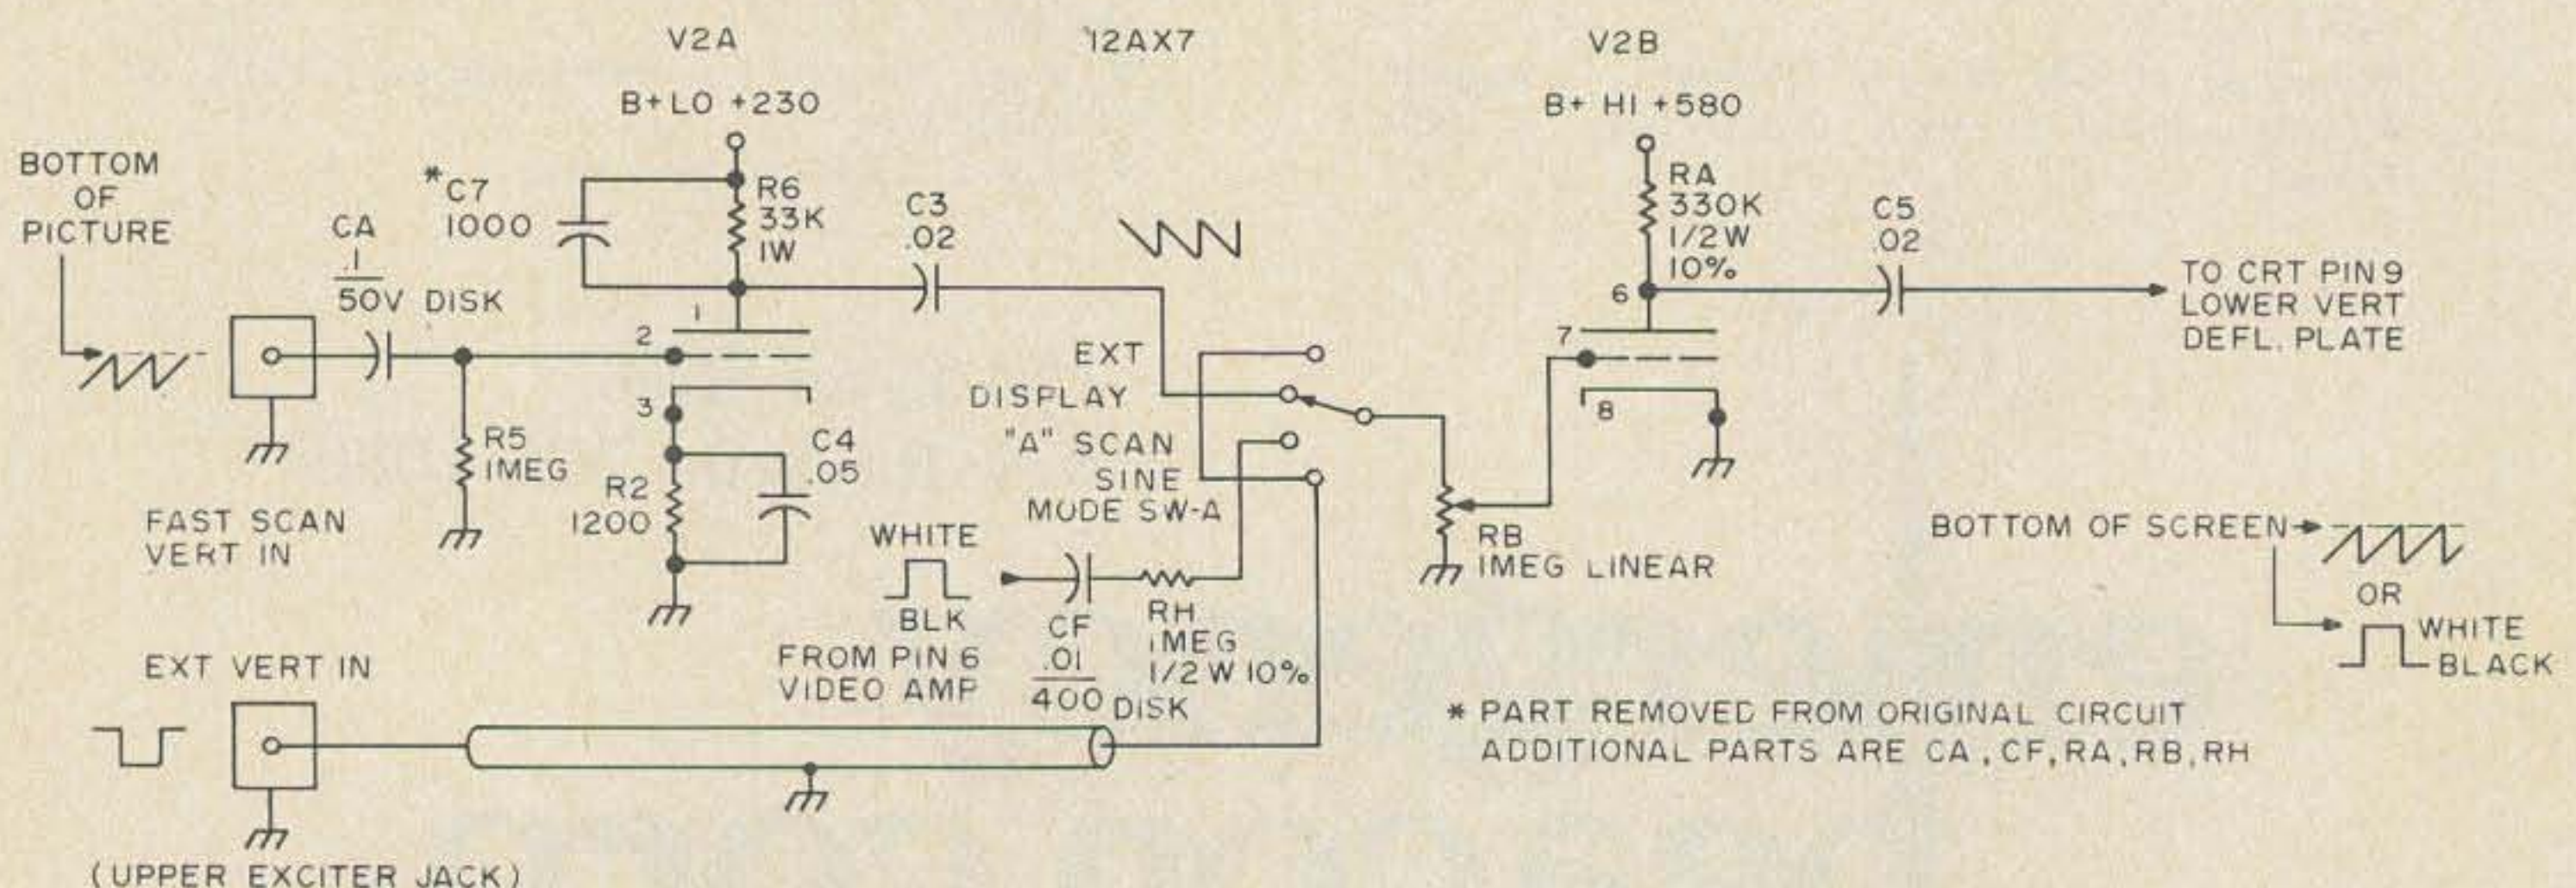 V2A
12AX7
V2B
B+LO +230
B+ HI +580
BOTTOM
OF
PICTURE
*C7
1000
R6
33K
1W
C3
.02
RA
330K
1/2W
10%
C5
.02
CA
.1
50V DISK
TO CRT PIN 9
LOWER VERT
DEFL. PLATE
1
2
3
6
7
8
EXT
DISPLAY
"A" SCAN
SINE
MODE SW-A
R5
1MEG
R2
1200
C4
.05
FAST SCAN
VERT IN
WHITE
BLK
FROM PIN 6
VIDEO AMP
CF
.01
400 DISK
RH
1MEG
1/2 W 10%
RB
1MEG LINEAR
BOTTOM OF SCREEN
OR
WHITE
BLACK
EXT VERT IN
(UPPER EXCITER JACK)
* PART REMOVED FROM ORIGINAL CIRCUIT
ADDITIONAL PARTS ARE CA, CF, RA, RB, RH